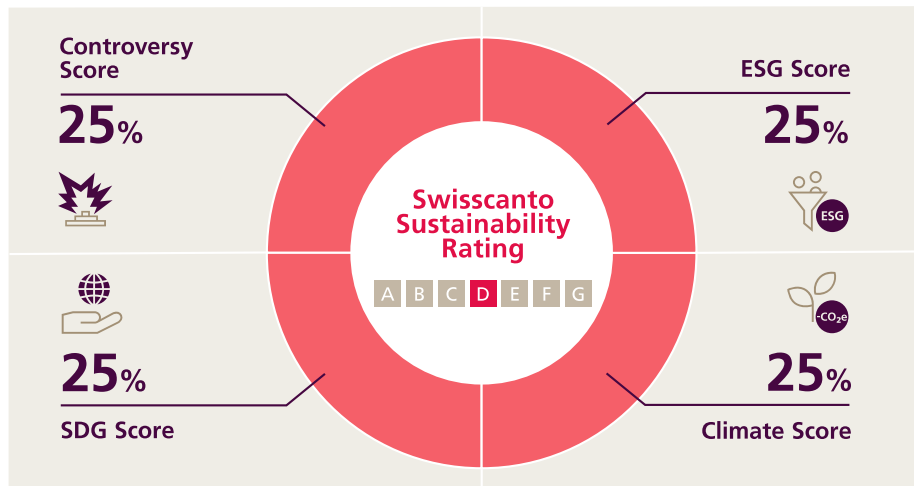 Controversy
Score
25%
ESG Score
25%
ESG
Swisscanto
Sustainability
Rating
A B C D E F G
25%
SDG Score
-CO₂e
25%
Climate Score